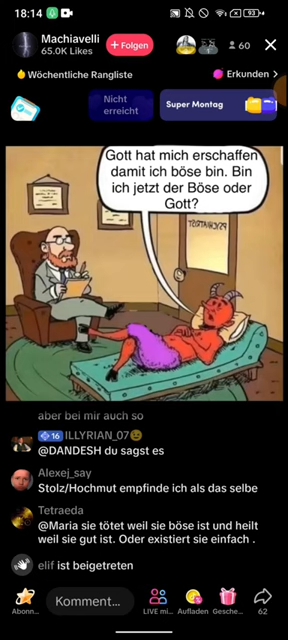 18:14
93
Machiavelli
65.0K Likes
+ Folgen
60
Wöchentliche Rangliste
Erkunden >
Nicht
erreicht
Super Montag
Gott hat mich erschaffen
damit ich böse bin. Bin
ich jetzt der Böse oder
Gott?
PSYCHIATRIST
aber bei mir auch so
16 ILLYRIAN_07😉
@DANDESH du sagst es
Alexej_say
Stolz/Hochmut empfinde ich als das selbe
Tetraeda
@Maria sie tötet weil sie böse ist und heilt
weil sie gut ist. Oder existiert sie einfach .
elif ist beigetreten
Abonn...
Komment...
LIVE mi...
Aufladen
Gesche...
62